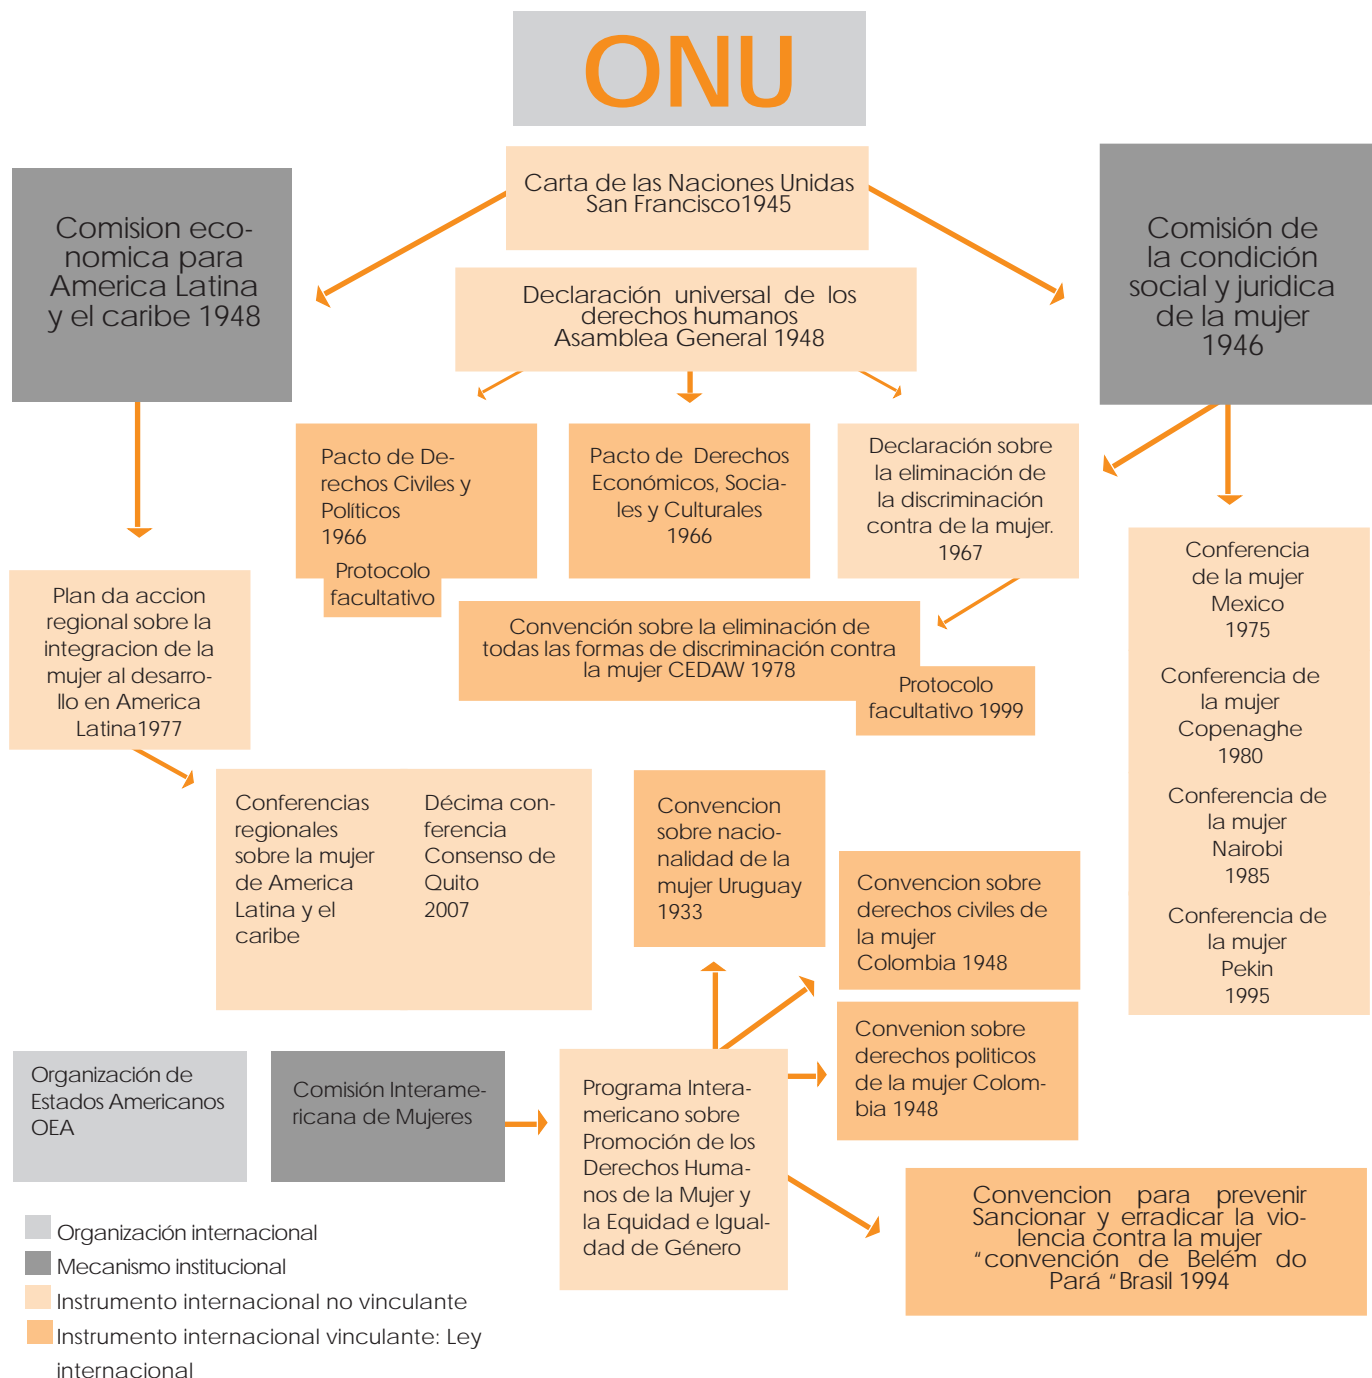 ONU
Carta de las Naciones Unidas
San Francisco1945
Comision eco-
nomica para
America Latina
y el caribe 1948
Comisión de
la condición
social y juridica
de la mujer
1946
Declaración universal de los
derechos humanos
Asamblea General 1948
Pacto de De-
rechos Civiles y
Políticos
1966
Protocolo
facultativo
Pacto de Derechos
Económicos, Socia-
les y Culturales
1966
Declaración sobre
la eliminación de
la discriminación
contra de la mujer.
1967
Convención sobre la eliminación de
todas las formas de discriminación contra
la mujer CEDAW 1978
Protocolo
facultativo 1999
Plan da accion
regional sobre la
integracion de la
mujer al desarro-
llo en America
Latina1977
Conferencia
de la mujer
Mexico
1975
Conferencia de
la mujer
Copenaghe
1980
Conferencia de
la mujer
Nairobi
1985
Conferencia de
la mujer
Pekin
1995
Conferencias
regionales
sobre la mujer
de America
Latina y el
caribe
Décima con-
ferencia
Consenso de
Quito
2007
Convencion
sobre nacio-
nalidad de la
mujer Uruguay
1933
Convencion sobre
derechos civiles de
la mujer
Colombia 1948
Convenion sobre
derechos politicos
de la mujer Colom-
bia 1948
Organización de
Estados Americanos
OEA
Comisión Interame-
ricana de Mujeres
Programa Intera-
mericano sobre
Promoción de los
Derechos Huma-
nos de la Mujer y
la Equidad e Igual-
dad de Género
Convencion para prevenir
Sancionar y erradicar la vio-
lencia contra la mujer
“convención de Belém do
Pará “Brasil 1994
Organización internacional
Mecanismo institucional
Instrumento internacional no vinculante
Instrumento internacional vinculante: Ley
internacional